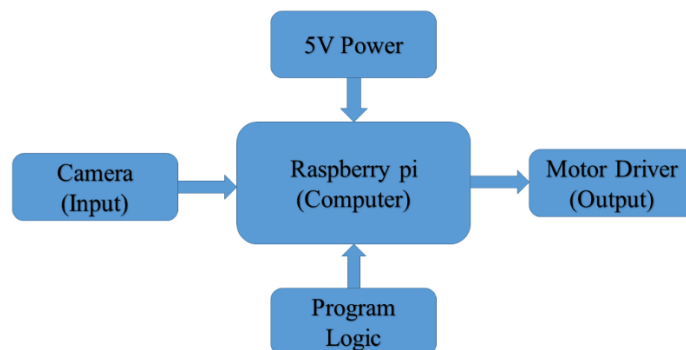 5V Power
Camera
(Input)
Raspberry pi
(Computer)
Motor Driver
(Output)
Program
Logic